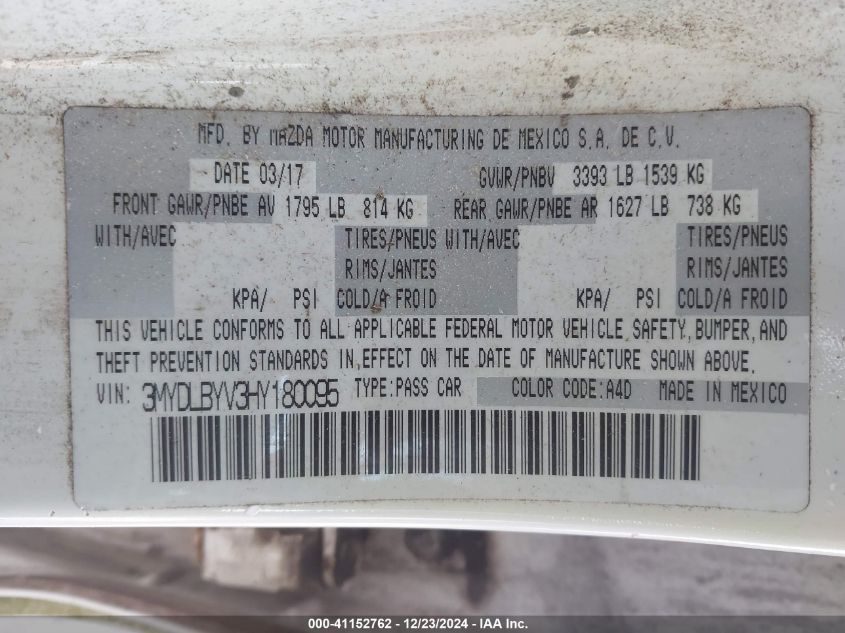 MFD. BY MAZDA MOTOR MANUFACTURING DE MEXICO S.A. DE C.V.
DATE 03/17 GVWR/PNBV 3393 LB 1539 KG
FRONT GAWR/PNBE AV 1795 LB 814 KG REAR GAWR/PNBE AR 1627 LB 738 KG
WITH/AVEC TIRES/PNEUS WITH/AVEC TIRES/PNEUS
RIMS/JANTES RIMS/JANTES
KPA/ PSI COLD/A FROID KPA/ PSI COLD/A FROID
THIS VEHICLE CONFORMS TO ALL APPLICABLE FEDERAL MOTOR VEHICLE SAFETY, BUMPER, AND
THEFT PREVENTION STANDARDS IN EFFECT ON THE DATE OF MANUFACTURE SHOWN ABOVE.
VIN: 3MYDLBYV3HY180095 TYPE:PASS CAR COLOR CODE:A4D MADE IN MEXICO
000-41152762 - 12/23/2024 - IAA Inc.